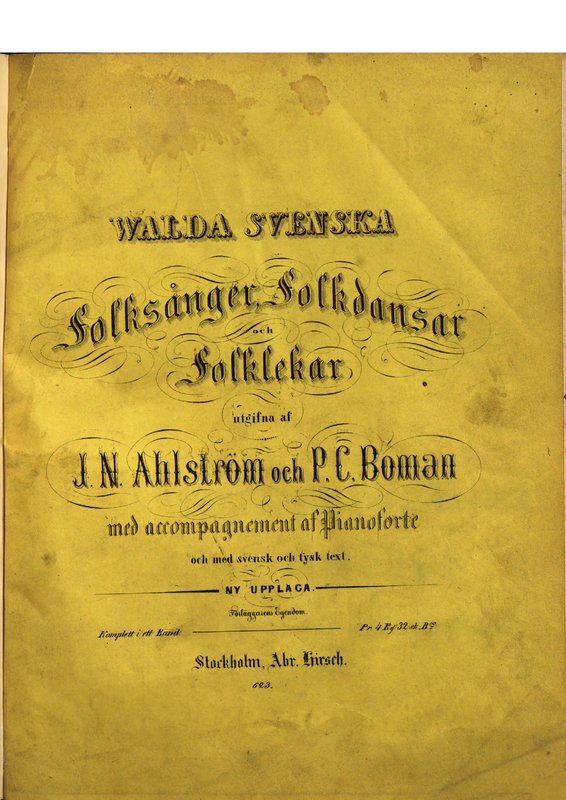 WALDA SVENSKA
Folksånger, Folkdansar
och
Folklekar
utgifna af
J. N. Ahlström och P. C. Boman
med accompagnement af Pianoforte
och med svensk och tysk text.
NY UPPLAGA.
Förläggarens Egendom.
Komplett i ett Band
Pr. 4 Rd 32 sk. Bco
Stockholm, Abr. Hirsch.
623.